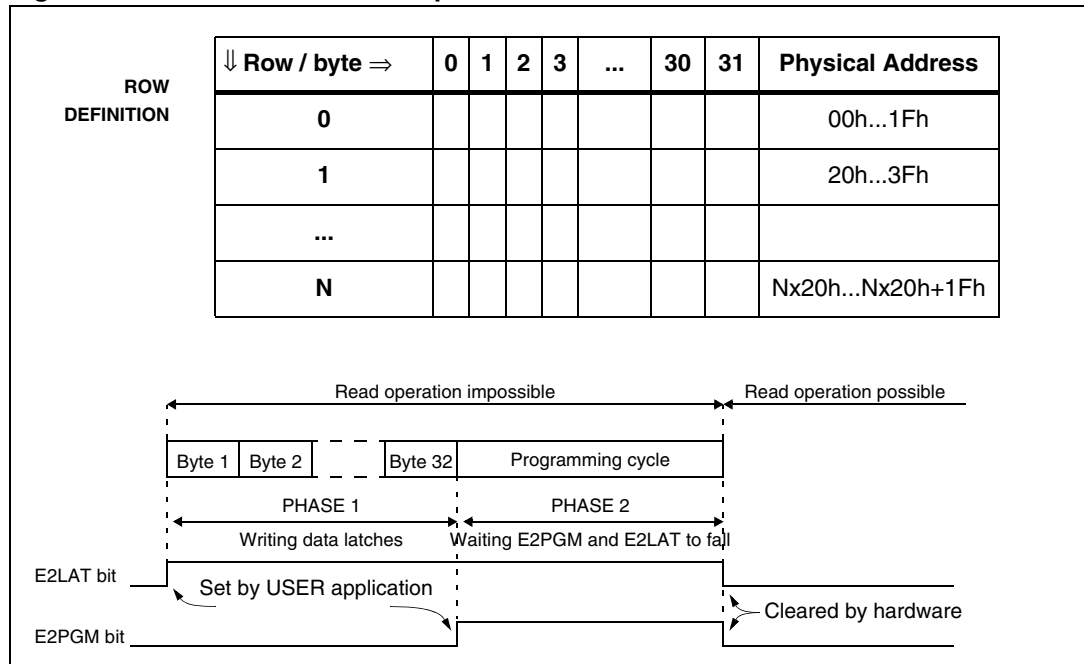 ROW
DEFINITION
⇓ Row / byte ⇒ 0 1 2 3 ... 30 31 Physical Address
0 00h...1Fh
1 20h...3Fh
...
N Nx20h...Nx20h+1Fh
Read operation impossible Read operation possible
Byte 1 Byte 2 Byte 32 Programming cycle
PHASE 1 PHASE 2
Writing data latches Waiting E2PGM and E2LAT to fall
E2LAT bit
Set by USER application
Cleared by hardware
E2PGM bit